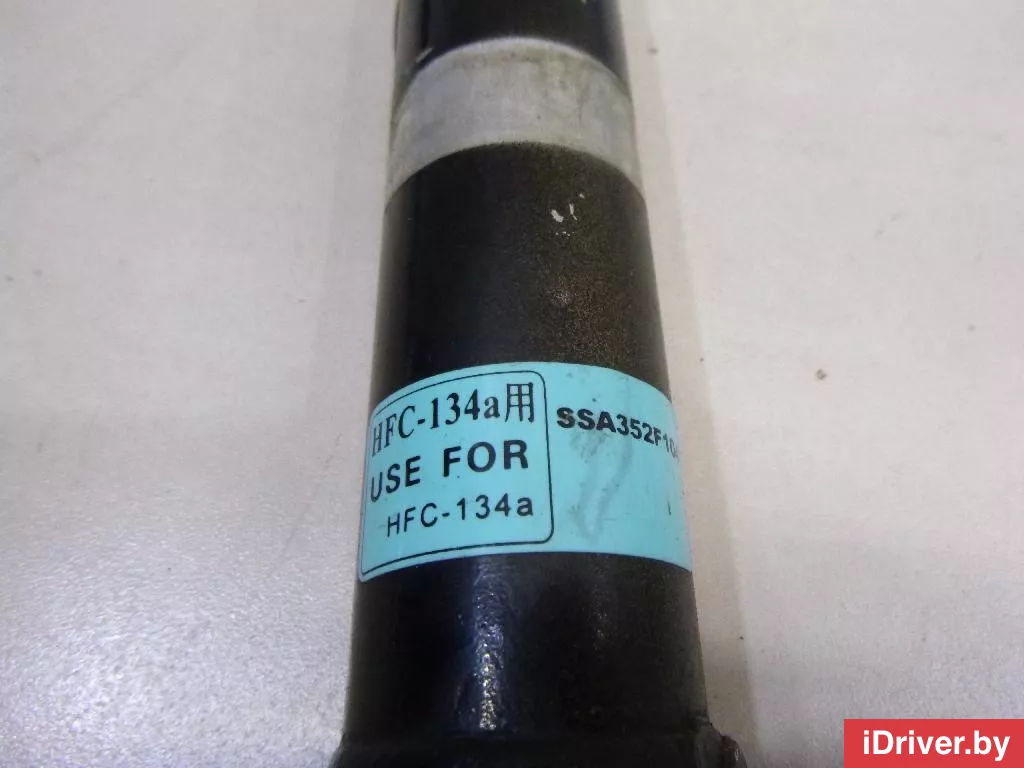 HFC-134a用
USE FOR
HFC-134a
iDriver.by